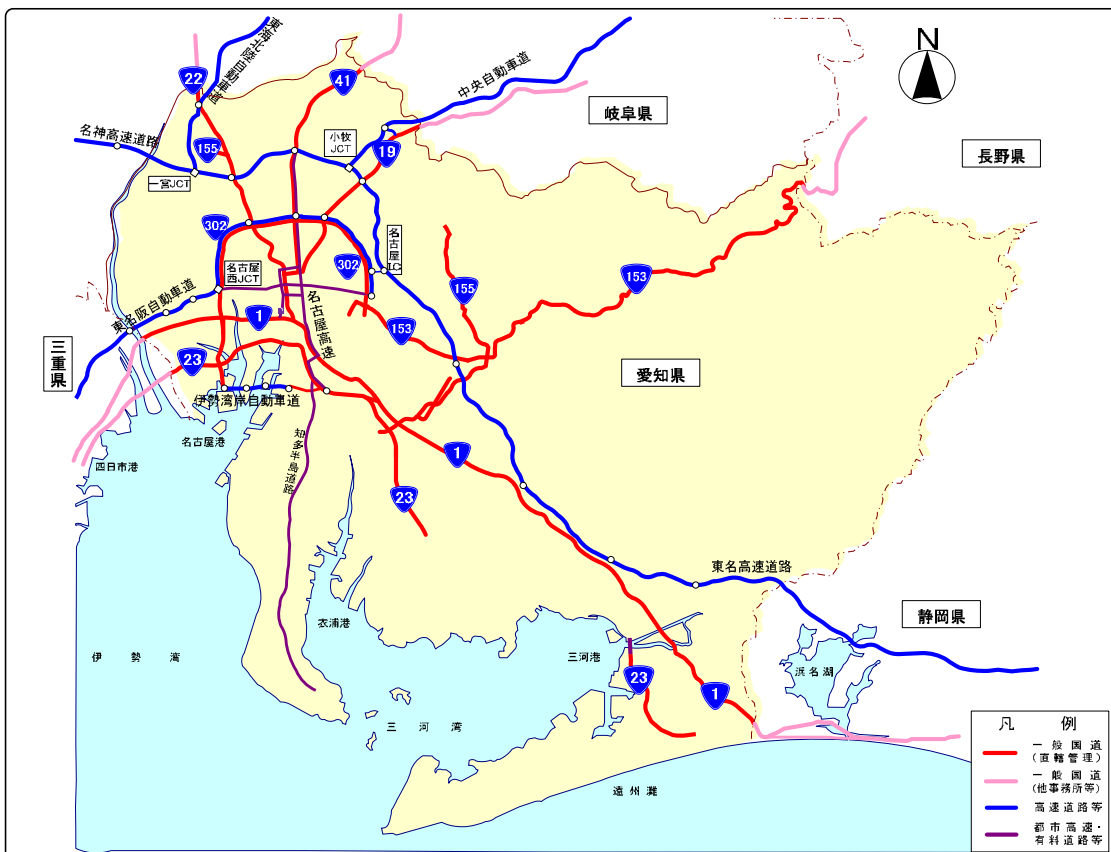 N
東海北陸自動車道
22
41
中央自動車道
岐阜県
名神高速道路
155
小牧
JCT
19
長野県
一宮JCT
302
名古屋IC
名古屋
西JCT
302
153
155
東名阪自動車道
1
名古屋高速
153
三重県
23
愛知県
伊勢湾岸自動車道
名古屋港
知多半島道路
1
四日市港
23
東名高速道路
静岡県
衣浦港
伊勢湾
三河港
浜名湖
23
1
三河湾
遠州灘
凡例
一般国道
(直轄管理)
一般国道
(他事務所等)
高速道路等
都市高速・
有料道路等